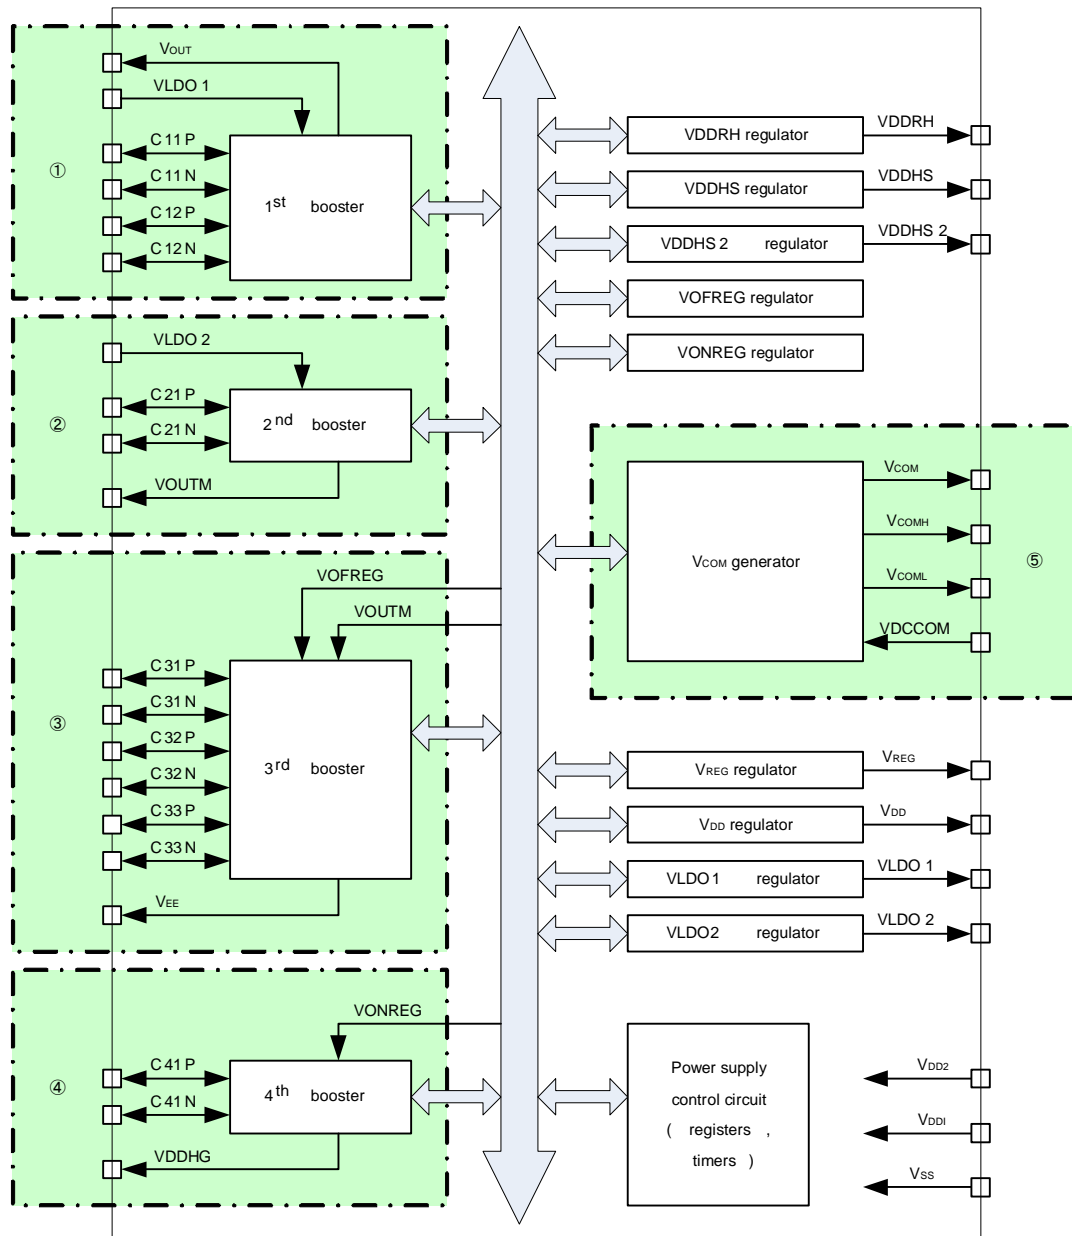 ①
VOUT
VLDO 1
C11P
C11N
C12P
C12N
1st booster
②
VLDO 2
C21P
C21N
VOUTM
2nd booster
③
VOFREG
VOUTM
C31P
C31N
C32P
C32N
C33P
C33N
VEE
3rd booster
④
VONREG
C41P
C41N
VDDHG
4th booster
VDDRH regulator
VDDRH
VDDHS regulator
VDDHS
VDDHS 2 regulator
VDDHS 2
VOFREG regulator
VONREG regulator
⑤
VCOM generator
VCOM
VCOMH
VCOML
VDCCOM
VREG regulator
VREG
VDD regulator
VDD
VLDO1 regulator
VLDO 1
VLDO2 regulator
VLDO 2
Power supply
control circuit
( registers ,
timers )
VDD2
VDDI
VSS